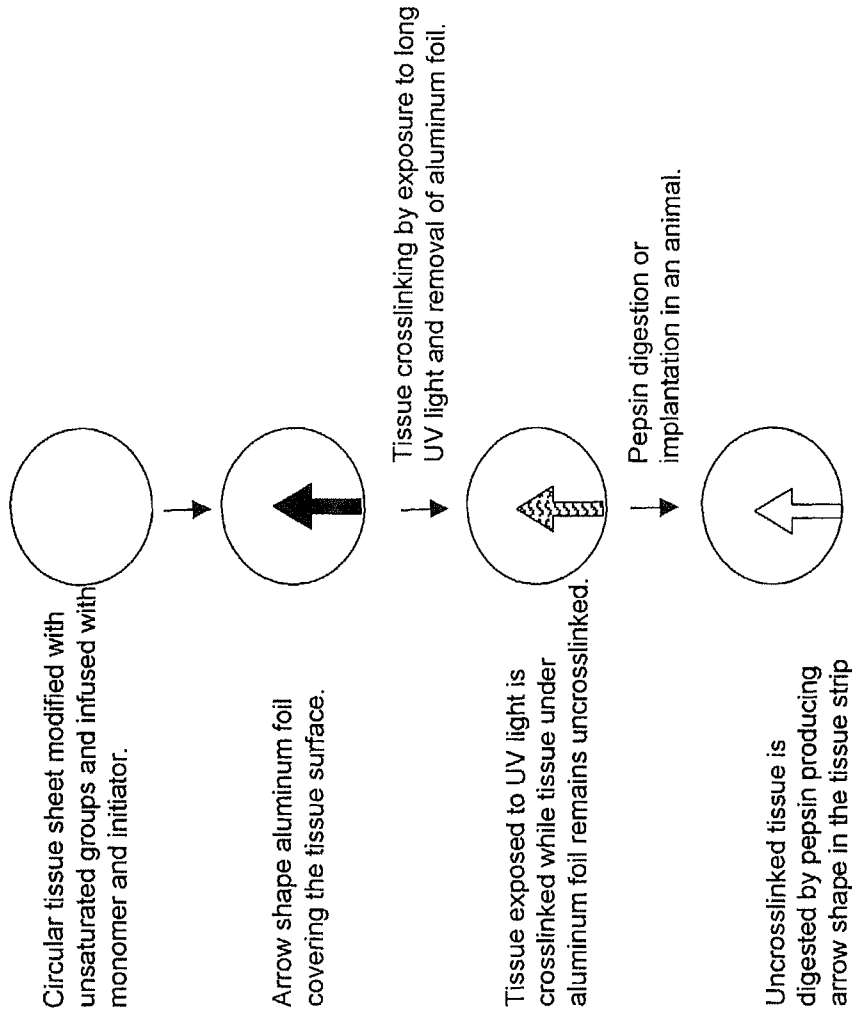 Circular tissue sheet modified with
unsaturated groups and infused with
monomer and initiator.
Arrow shape aluminum foil
covering the tissue surface.
Tissue crosslinking by exposure to long
UV light and removal of aluminum foil.
Tissue exposed to UV light is
crosslinked while tissue under
aluminum foil remains uncrosslinked.
Pepsin digestion or
implantation in an animal.
Uncrosslinked tissue is
digested by pepsin producing
arrow shape in the tissue strip